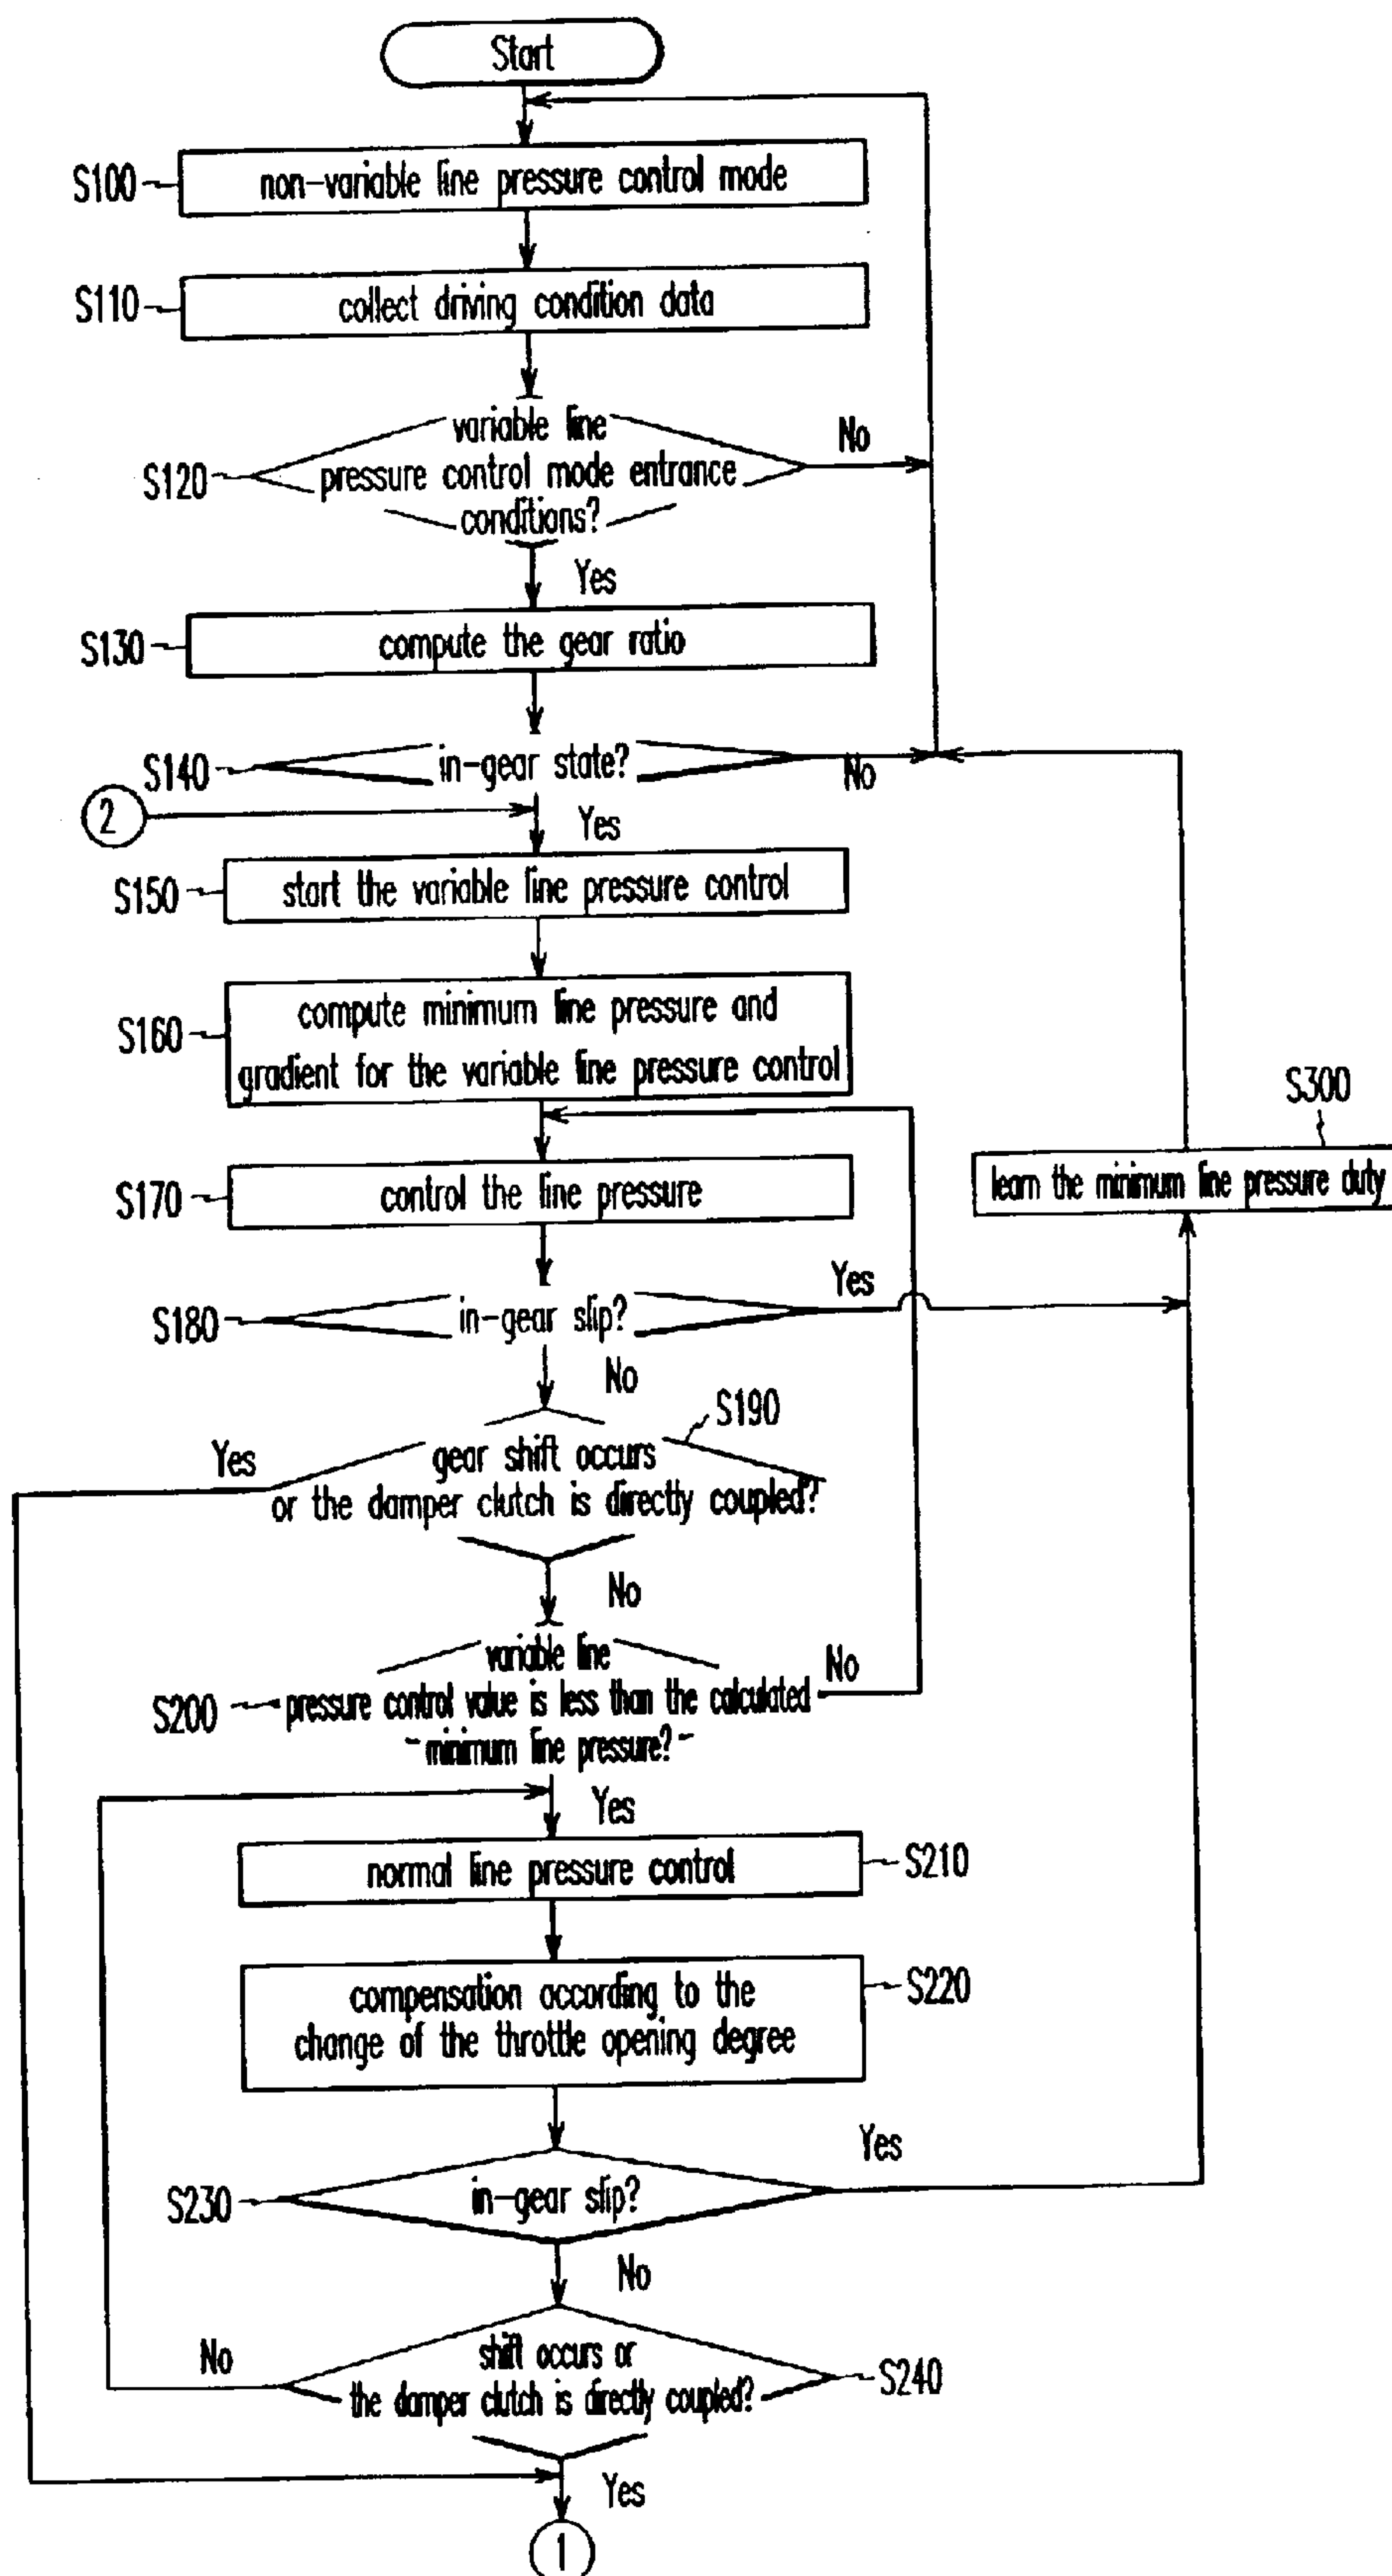 Start
S100
non-variable line pressure control mode
S110
collect driving condition data
S120
variable line
pressure control mode entrance
conditions?
No
Yes
S130
compute the gear ratio
S140
in-gear state?
No
2
Yes
S150
start the variable line pressure control
S160
compute minimum line pressure and
gradient for the variable line pressure control
S300
learn the minimum line pressure duty
S170
control the line pressure
S180
in-gear slip?
Yes
No
S190
Yes
gear shift occurs
or the damper clutch is directly coupled?
No
S200
variable line
pressure control value is less than the calculated
minimum line pressure?
No
Yes
normal line pressure control
S210
compensation according to the
change of the throttle opening degree
S220
Yes
S230
in-gear slip?
No
No
shift occurs or
the damper clutch is directly coupled?
S240
Yes
1